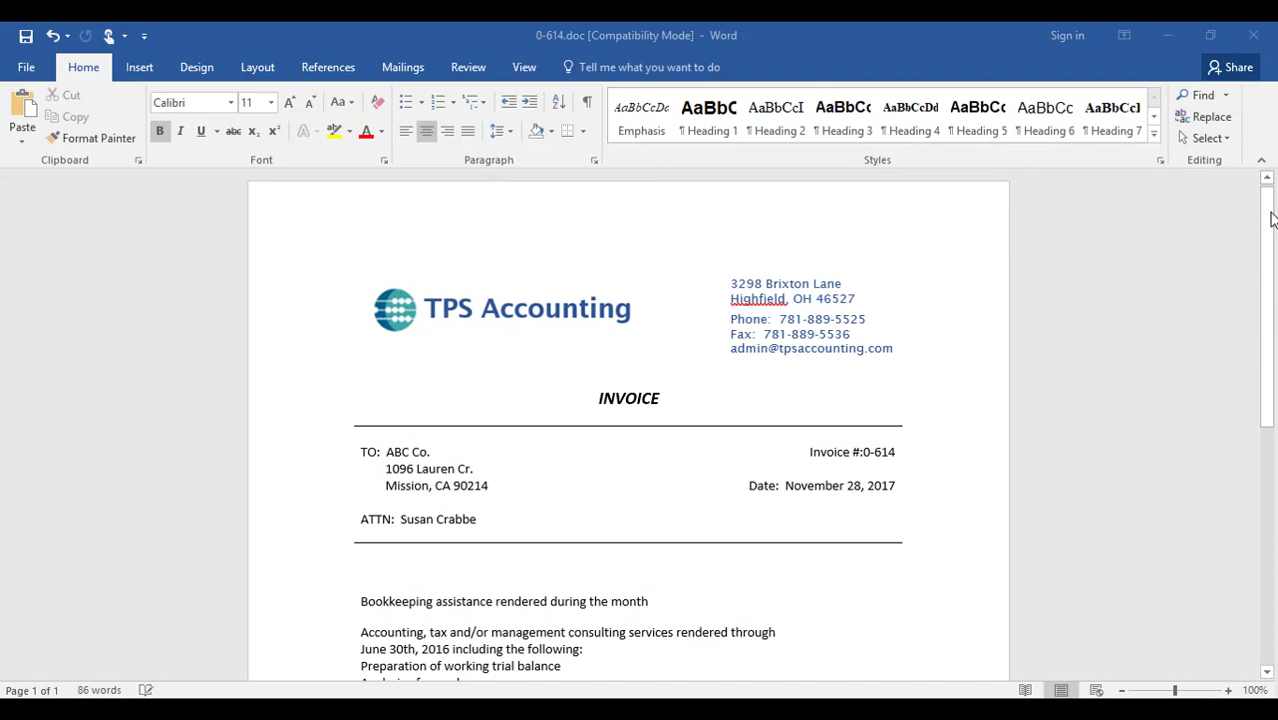 0-614.doc [Compatibility Mode] - Word
Sign in
File Home Insert Design Layout References Mailings Review View Tell me what you want to do
Share
Cut
Copy
Format Painter
Paste
Clipboard
Calibri 11
Font
Paragraph
AaBbCcDc AaBbC AaBbCcI AaBbCc AaBbCcDd AaBbCc AaBbCc AaBbCcI
Emphasis ¶ Heading 1 ¶ Heading 2 ¶ Heading 3 ¶ Heading 4 ¶ Heading 5 ¶ Heading 6 ¶ Heading 7
Styles
Find
Replace
Select
Editing
TPS Accounting
3298 Brixton Lane
Highfield, OH 46527
Phone: 781-889-5525
Fax: 781-889-5536
admin@tpsaccounting.com
INVOICE
TO: ABC Co.
1096 Lauren Cr.
Mission, CA 90214
Invoice #:0-614
Date: November 28, 2017
ATTN: Susan Crabbe
Bookkeeping assistance rendered during the month
Accounting, tax and/or management consulting services rendered through
June 30th, 2016 including the following:
Preparation of working trial balance
Page 1 of 1 86 words
100%